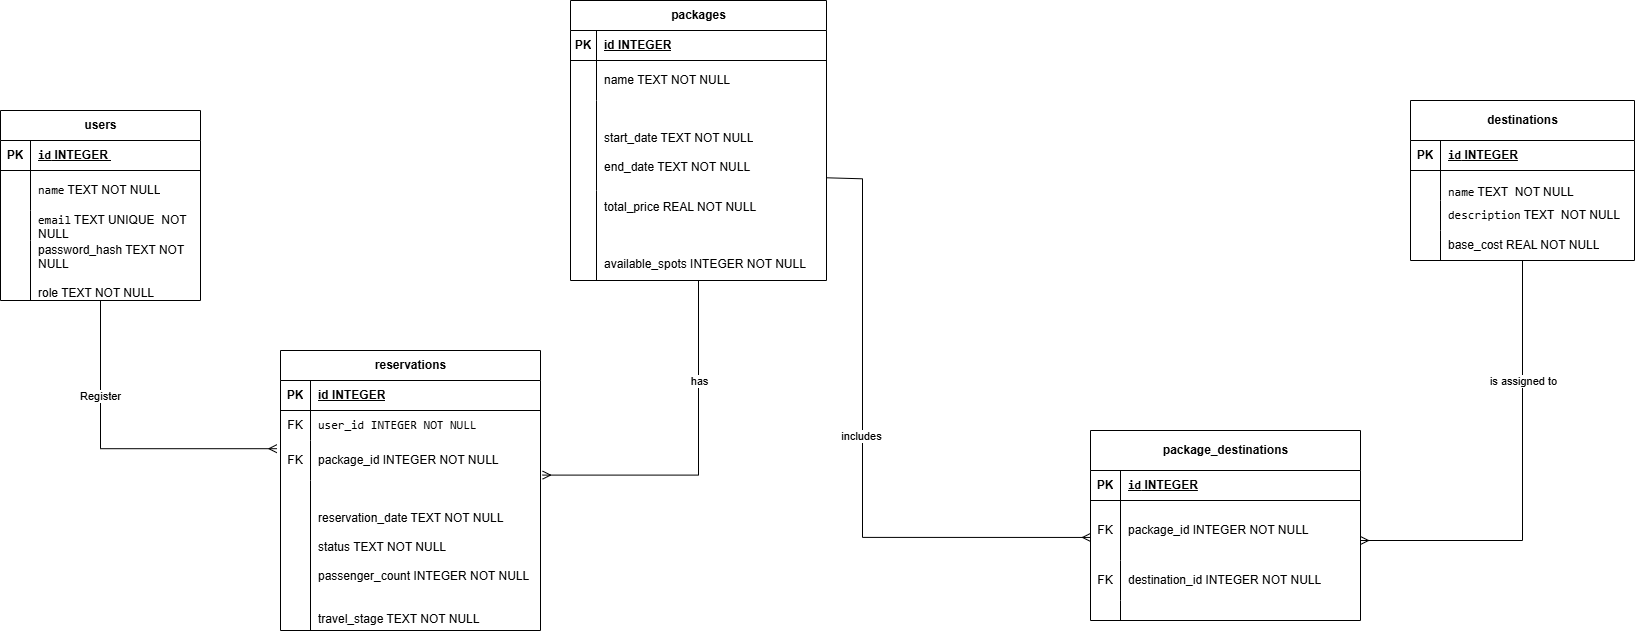 packages
PK id INTEGER
name TEXT NOT NULL
start_date TEXT NOT NULL
end_date TEXT NOT NULL
total_price REAL NOT NULL
available_spots INTEGER NOT NULL
users
PK id INTEGER
name TEXT NOT NULL
email TEXT UNIQUE NOT
NULL
password_hash TEXT NOT
NULL
role TEXT NOT NULL
destinations
PK id INTEGER
name TEXT NOT NULL
description TEXT NOT NULL
base_cost REAL NOT NULL
Register
has
includes
is assigned to
reservations
PK id INTEGER
FK user_id INTEGER NOT NULL
FK package_id INTEGER NOT NULL
reservation_date TEXT NOT NULL
status TEXT NOT NULL
passenger_count INTEGER NOT NULL
travel_stage TEXT NOT NULL
package_destinations
PK id INTEGER
FK package_id INTEGER NOT NULL
FK destination_id INTEGER NOT NULL